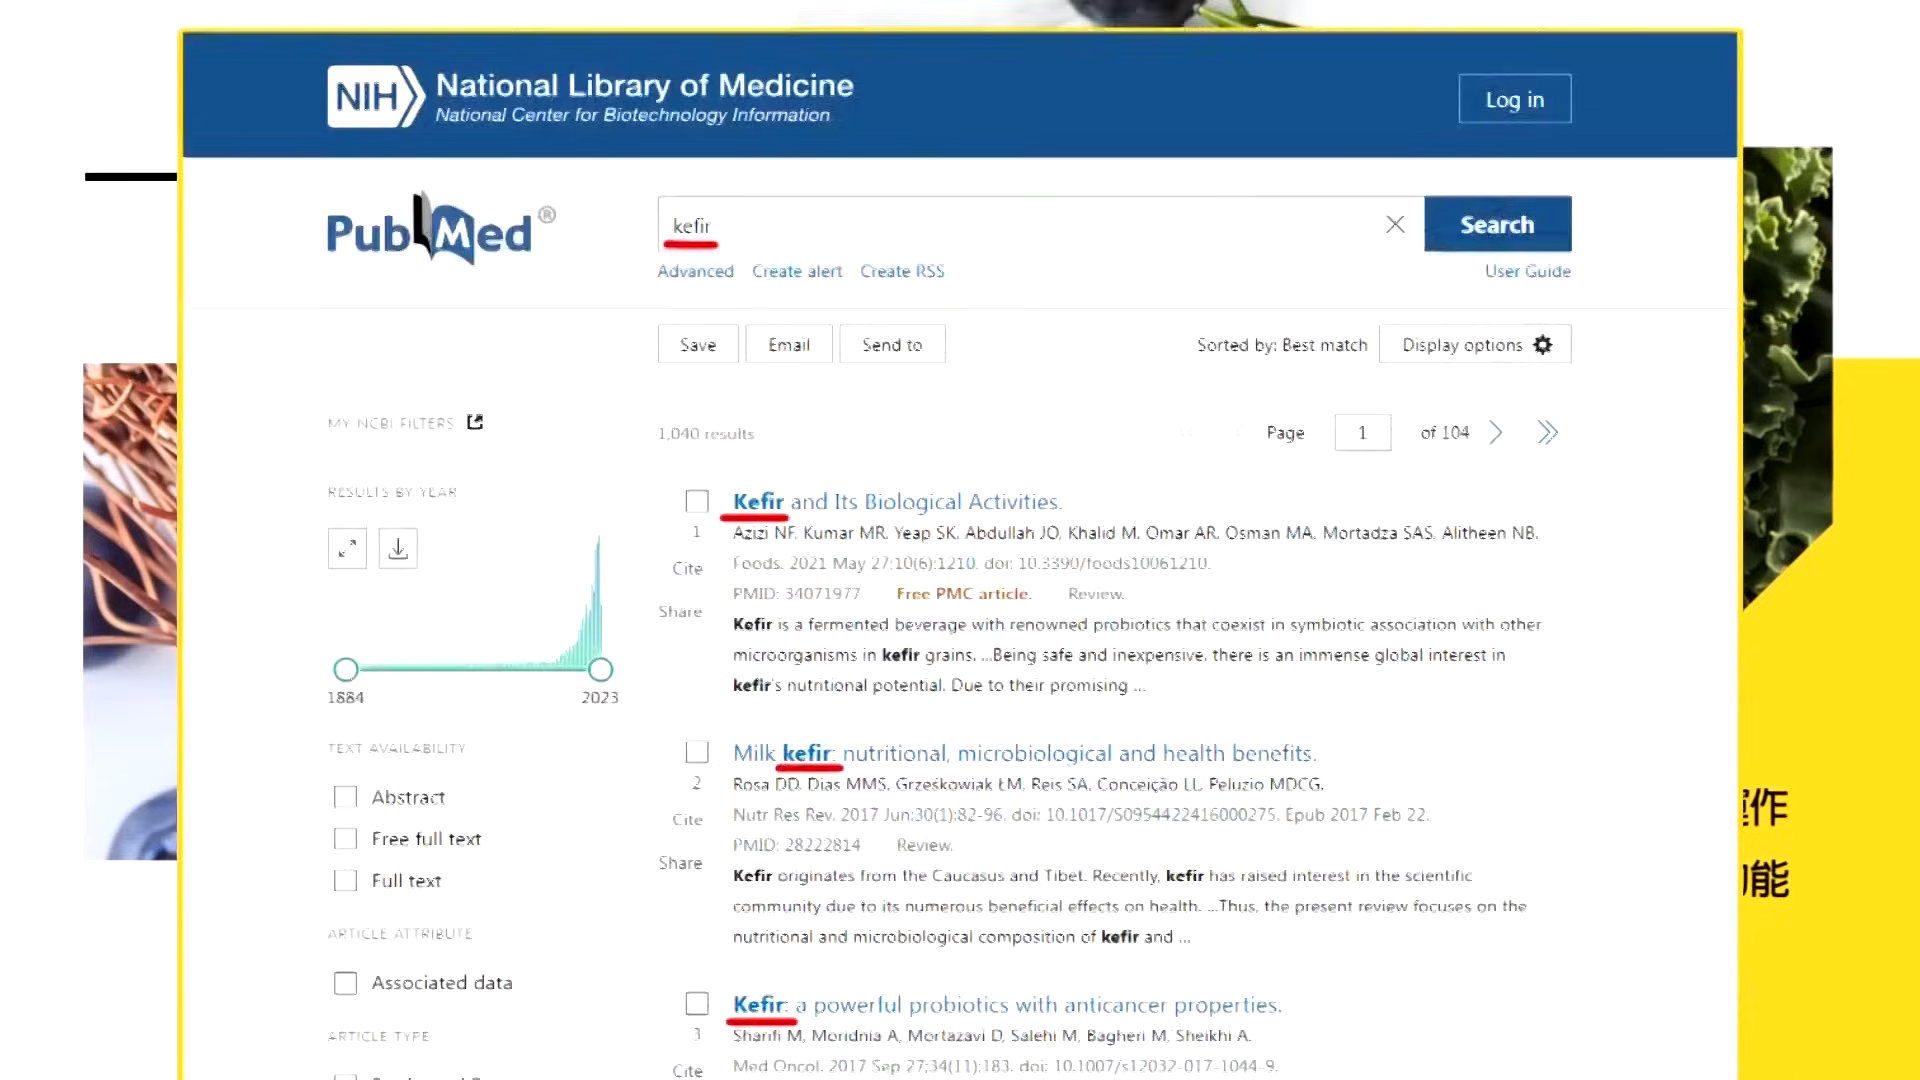 NIH National Library of Medicine
National Center for Biotechnology Information
Log in
PubMed®
kefir
Search
Advanced Create alert Create RSS
User Guide
Save Email Send to
Sorted by: Best match
Display options
MY NCBI FILTERS
1,040 results
Page 1 of 104
RESULTS BY YEAR
1884 2023
TEXT AVAILABILITY
Abstract
Free full text
Full text
ARTICLE ATTRIBUTE
Associated data
ARTICLE TYPE
Kefir and Its Biological Activities.
1
Azizi NF, Kumar MR, Yeap SK, Abdullah JO, Khalid M, Omar AR, Osman MA, Mortadza SAS, Alitheen NB.
Cite
Foods. 2021 May 27;10(6):1210. doi: 10.3390/foods10061210.
PMID: 34071977 Free PMC article. Review.
Share
Kefir is a fermented beverage with renowned probiotics that coexist in symbiotic association with other
microorganisms in kefir grains. ...Being safe and inexpensive, there is an immense global interest in
kefir's nutritional potential. Due to their promising ...
Milk kefir: nutritional, microbiological and health benefits.
2
Rosa DD, Dias MMS, Grześkowiak ŁM, Reis SA, Conceição LL, Peluzio MDCG.
Cite
Nutr Res Rev. 2017 Jun;30(1):82-96. doi: 10.1017/S0954422416000275. Epub 2017 Feb 22.
PMID: 28222814 Review.
Share
Kefir originates from the Caucasus and Tibet. Recently, kefir has raised interest in the scientific
community due to its numerous beneficial effects on health. ...Thus, the present review focuses on the
nutritional and microbiological composition of kefir and ...
Kefir: a powerful probiotics with anticancer properties.
3
Sharifi M, Moridnia A, Mortazavi D, Salehi M, Bagheri M, Sheikhi A.
Cite
Med Oncol. 2017 Sep 27;34(11):183. doi: 10.1007/s12032-017-1044-9.
作
能